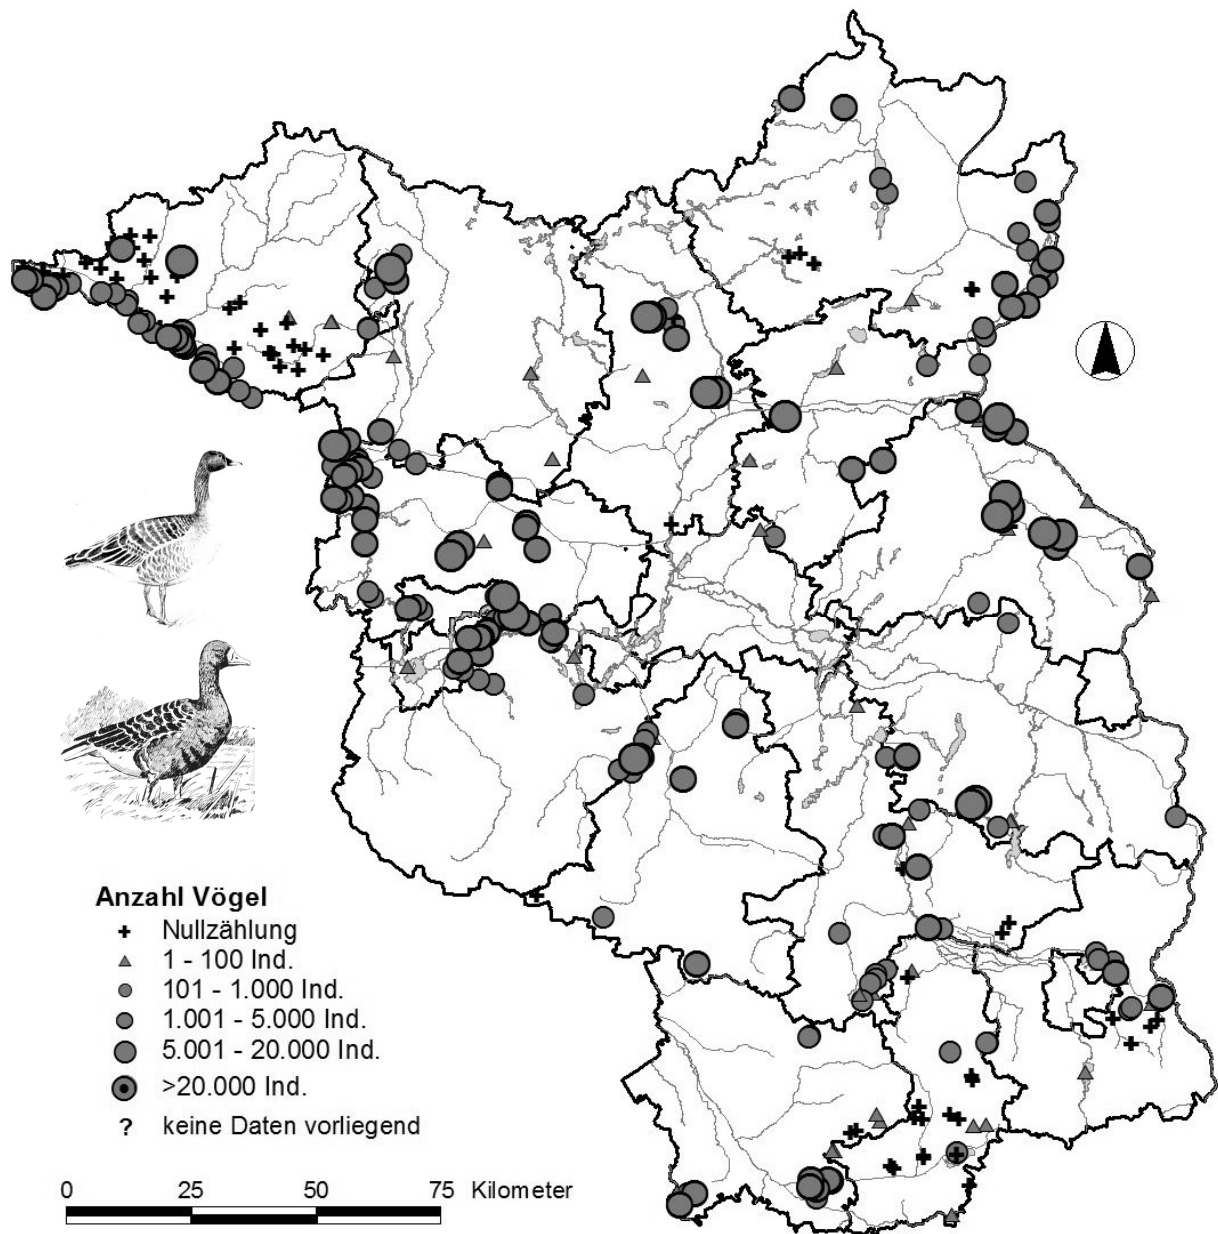 Anzahl Vögel
Nullzählung
1 - 100 Ind.
101 - 1.000 Ind.
1.001 - 5.000 Ind.
5.001 - 20.000 Ind.
>20.000 Ind.
? keine Daten vorliegend
0 25 50 75 Kilometer